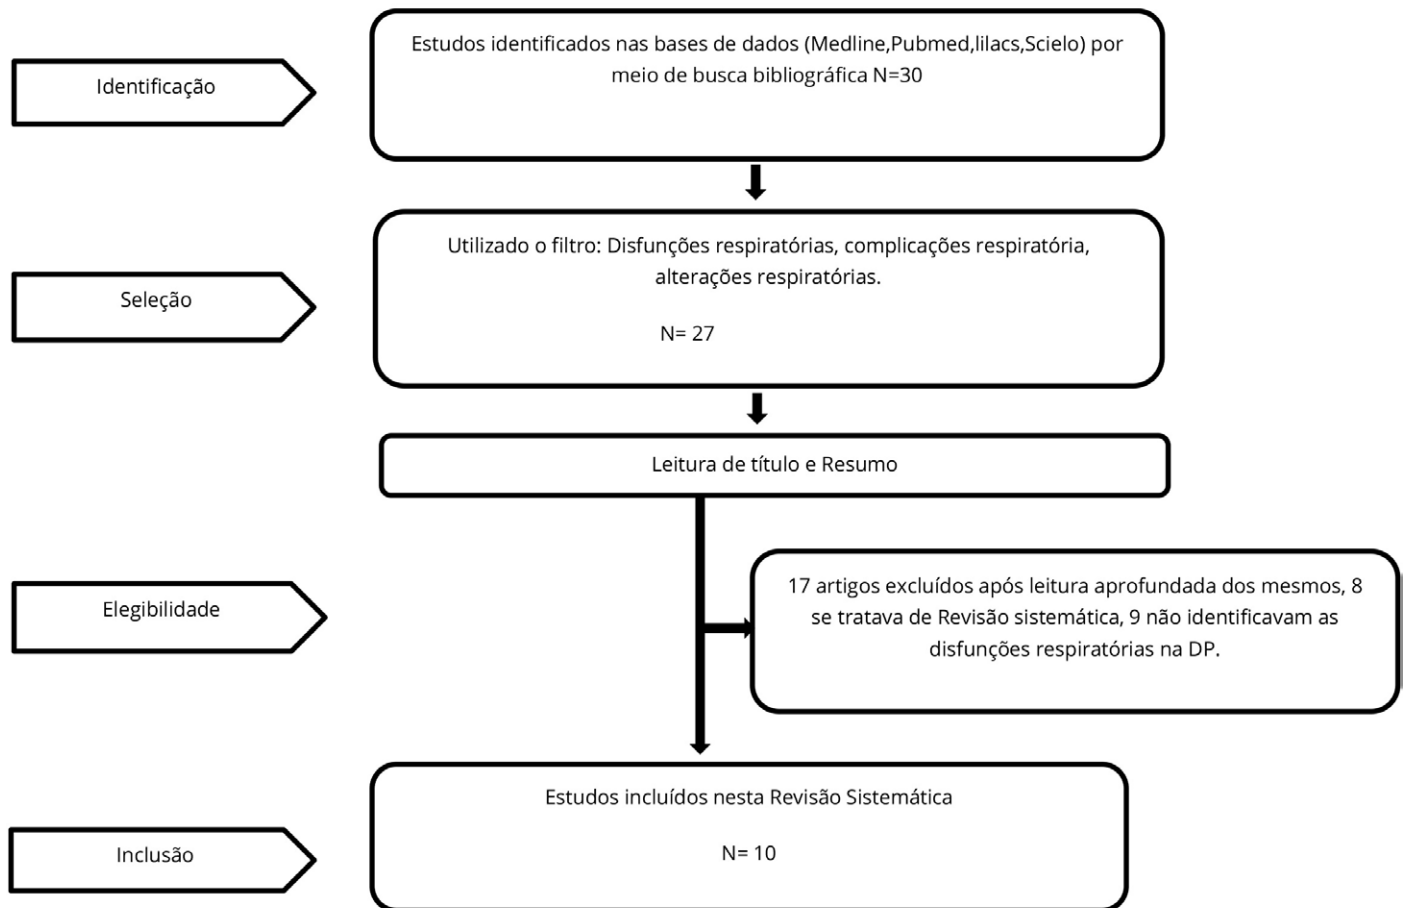 Identificação
Estudos identificados nas bases de dados (Medline,Pubmed,lilacs,Scielo) por
meio de busca bibliográfica N=30
Seleção
Utilizado o filtro: Disfunções respiratórias, complicações respiratória,
alterações respiratórias.
N= 27
Leitura de título e Resumo
Elegibilidade
17 artigos excluídos após leitura aprofundada dos mesmos, 8
se tratava de Revisão sistemática, 9 não identificavam as
disfunções respiratórias na DP.
Inclusão
Estudos incluídos nesta Revisão Sistemática
N= 10